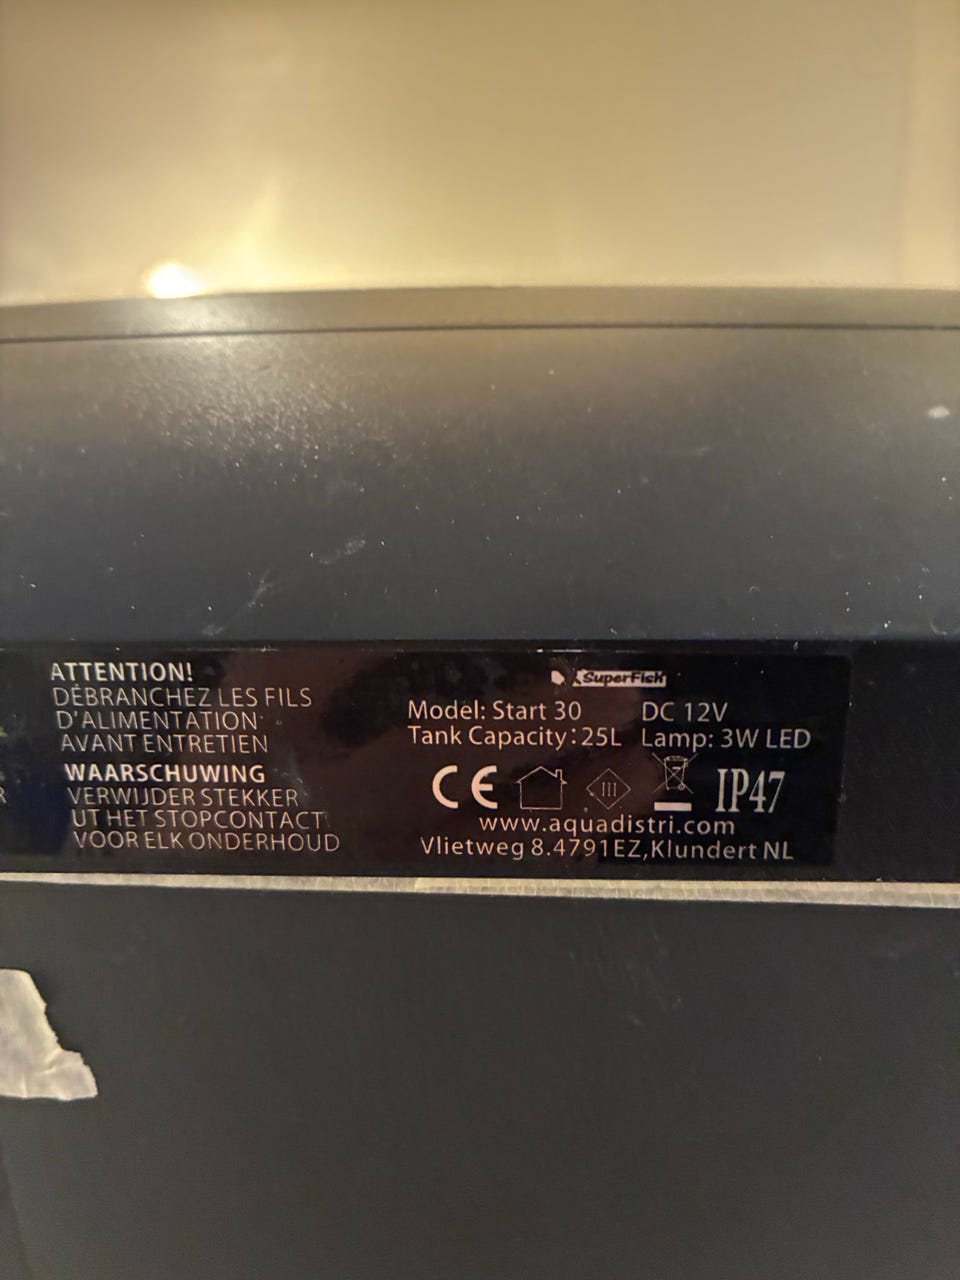 ATTENTION!
DÉBRANCHEZ LES FILS
D'ALIMENTATION
AVANT ENTRETIEN
WAARSCHUWING
VERWIJDER STEKKER
UT HET STOPCONTACT
VOOR ELK ONDERHOUD
SuperFish
Model: Start 30 DC 12V
Tank Capacity: 25L Lamp: 3W LED
CE III IP47
www.aquadistri.com
Vlietweg 8.4791EZ,Klundert NL